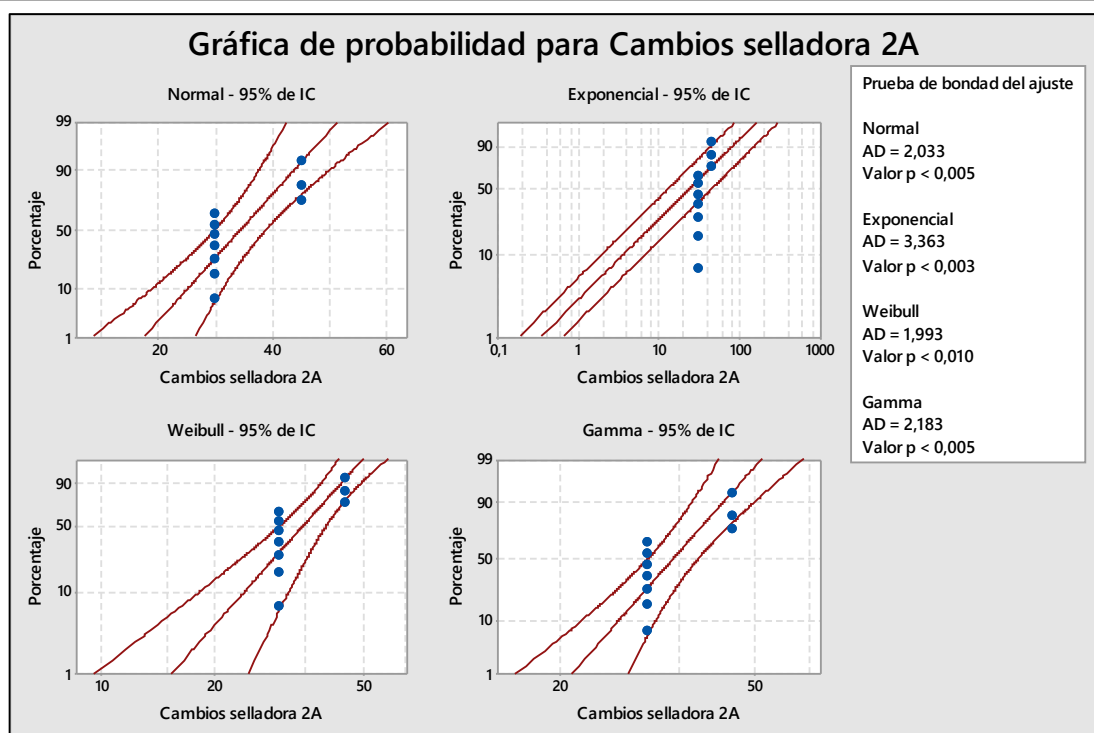 Gráfica de probabilidad para Cambios selladora 2A
Normal - 95% de IC
99
90
50
10
1
Porcentaje
20 40 60
Cambios selladora 2A
Exponencial - 95% de IC
90
50
10
1
Porcentaje
0,1 1 10 100 1000
Cambios selladora 2A
Weibull - 95% de IC
90
50
10
1
Porcentaje
10 20 50
Cambios selladora 2A
Gamma - 95% de IC
99
90
50
10
1
Porcentaje
20 50
Cambios selladora 2A
Prueba de bondad del ajuste
Normal
AD = 2,033
Valor p < 0,005
Exponencial
AD = 3,363
Valor p < 0,003
Weibull
AD = 1,993
Valor p < 0,010
Gamma
AD = 2,183
Valor p < 0,005